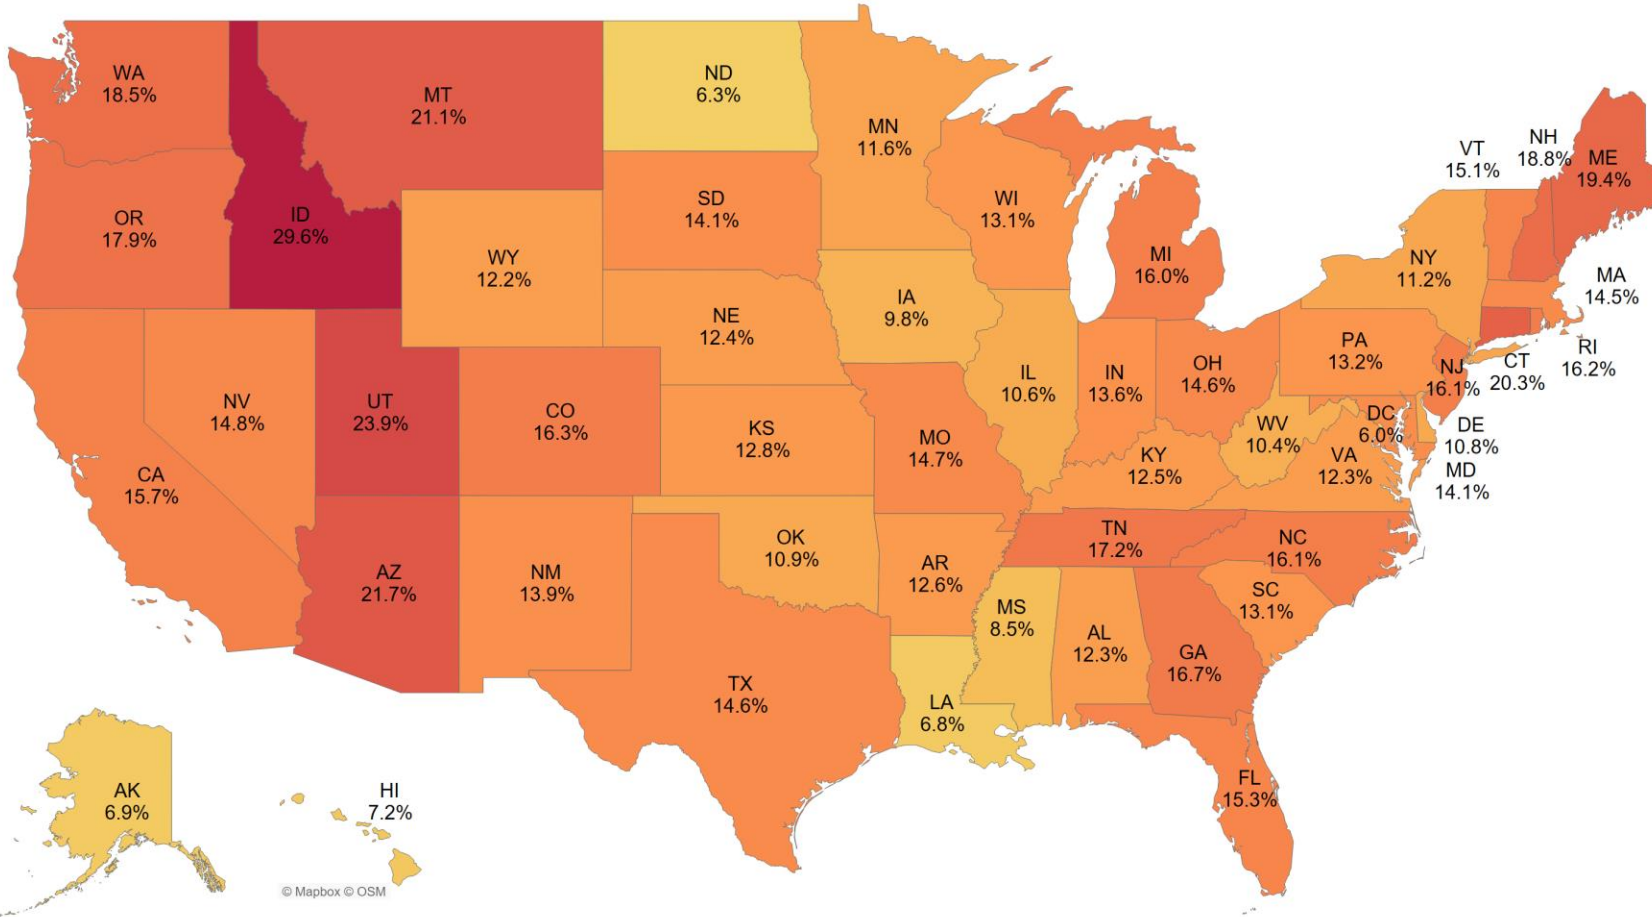 WA
18.5%
MT
21.1%
ND
6.3%
MN
11.6%
VT
15.1%
NH
18.8%
ME
19.4%
OR
17.9%
ID
29.6%
SD
14.1%
WI
13.1%
WY
12.2%
MI
16.0%
NY
11.2%
MA
14.5%
IA
9.8%
NE
12.4%
PA
13.2%
RI
16.2%
CT
20.3%
NJ
16.1%
OH
14.6%
IN
13.6%
IL
10.6%
NV
14.8%
UT
23.9%
CO
16.3%
KS
12.8%
MO
14.7%
WV
10.4%
DC
6.0%
DE
10.8%
MD
14.1%
VA
12.3%
KY
12.5%
CA
15.7%
TN
17.2%
NC
16.1%
OK
10.9%
AR
12.6%
AZ
21.7%
NM
13.9%
SC
13.1%
MS
8.5%
AL
12.3%
GA
16.7%
TX
14.6%
LA
6.8%
FL
15.3%
AK
6.9%
HI
7.2%
© Mapbox © OSM